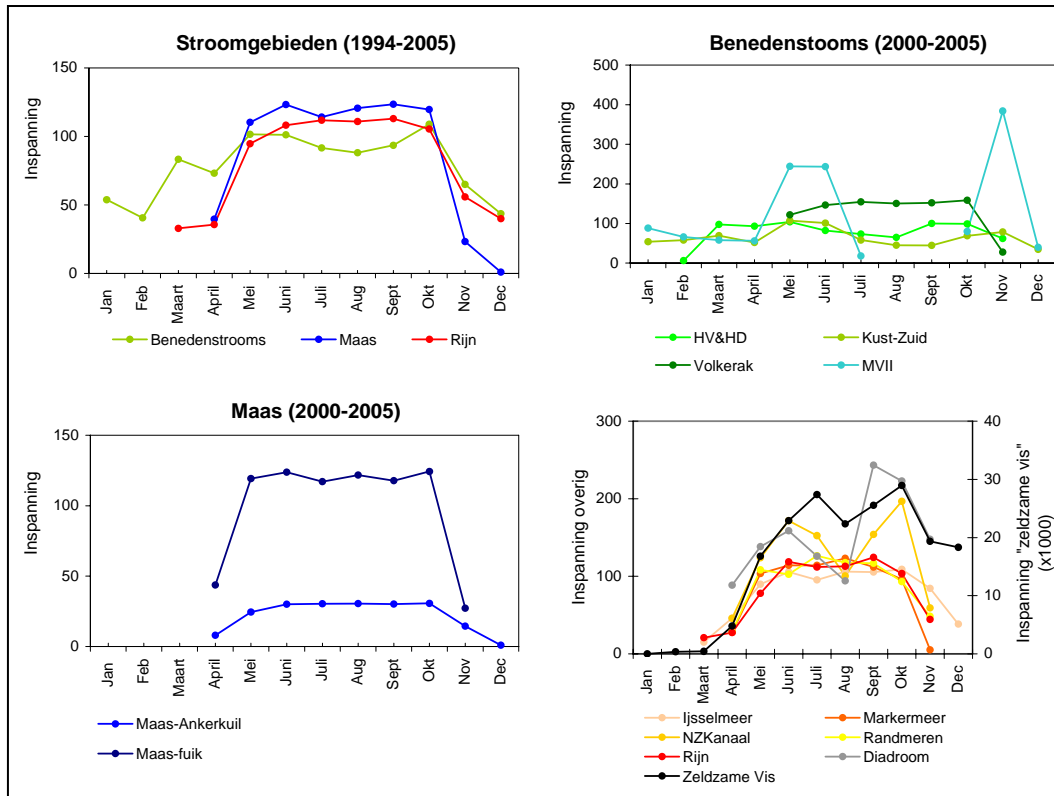 Stroomgebieden (1994-2005)
Inspanning
150
100
50
0
Jan Feb Maart April Mei Juni Juli Aug Sept Okt Nov Dec
Benedenstrooms Maas Rijn
Benedenstooms (2000-2005)
Inspanning
500
400
300
200
100
0
Jan Feb Maart April Mei Juni Juli Aug Sept Okt Nov Dec
HV&HD Kust-Zuid
Volkerak MVII
Maas (2000-2005)
Inspanning
150
100
50
0
Jan Feb Maart April Mei Juni Juli Aug Sept Okt Nov Dec
Maas-Ankerkuil
Maas-fuik
Inspanning overig
300
200
100
0
40
30
20
10
0
Inspanning "zeldzame vis"
(x1000)
Jan Feb Maart April Mei Juni Juli Aug Sept Okt Nov Dec
Ijsselmeer Markermeer
NZKanaal Randmeren
Rijn Diadroom
Zeldzame Vis